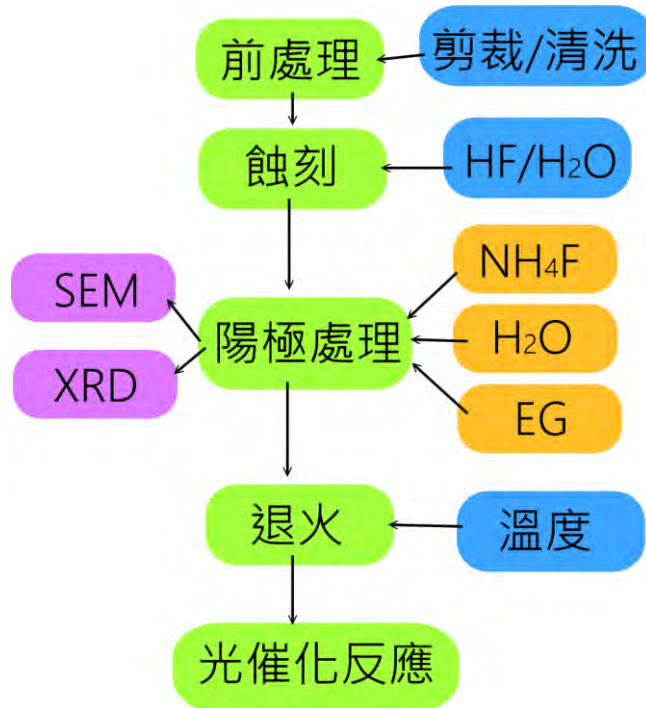 前處理
剪裁/清洗
蝕刻
HF/H₂O
SEM
XRD
陽極處理
NH₄F
H₂O
EG
退火
溫度
光催化反應